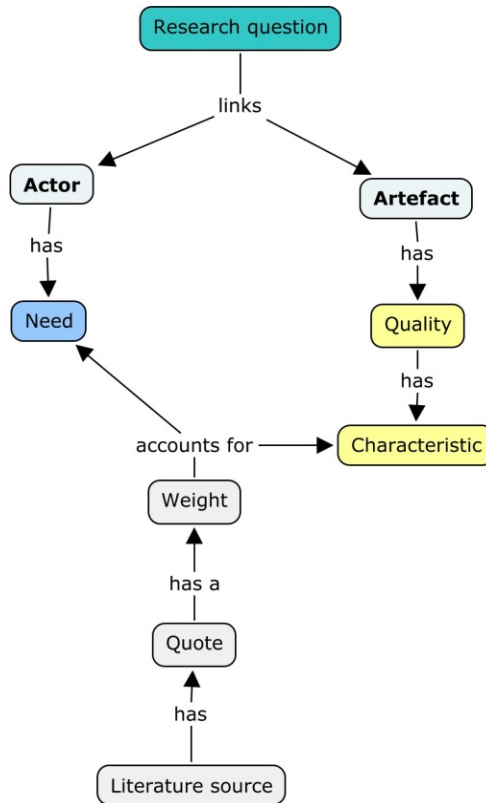 Research question
links
Actor
Artefact
has
has
Need
Quality
has
accounts for
Characteristic
Weight
has a
Quote
has
Literature source